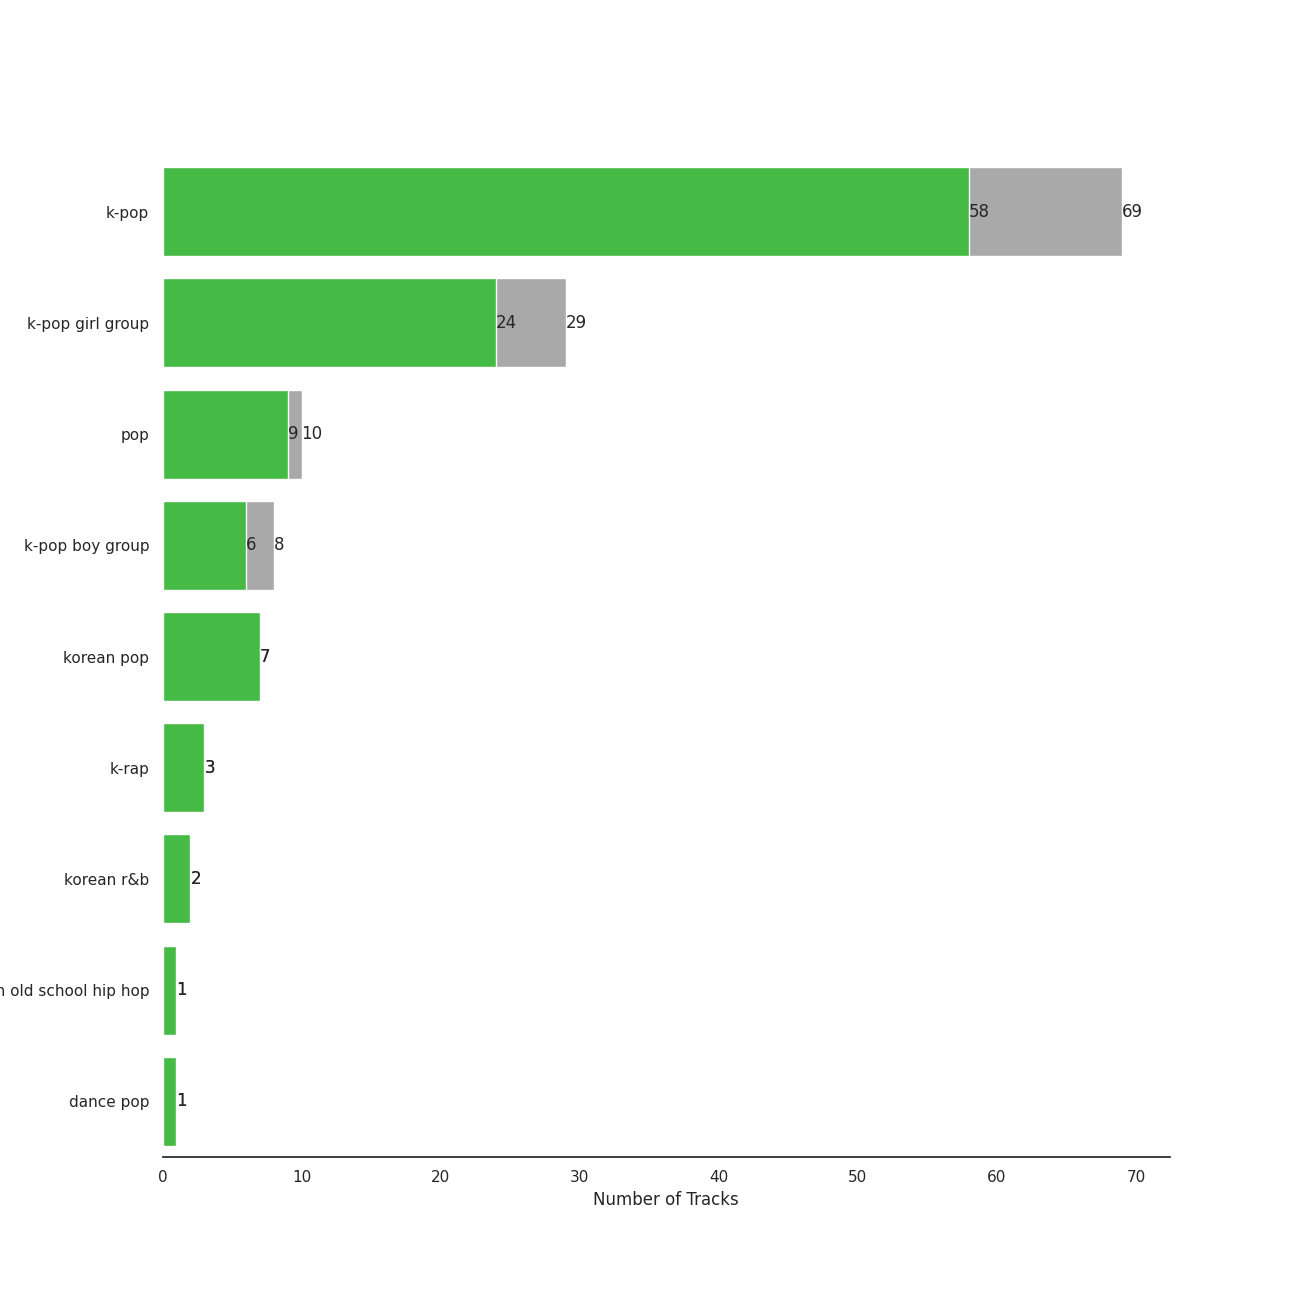 k-pop 58 69
k-pop girl group 24 29
pop 9 10
k-pop boy group 6 8
korean pop 7
k-rap 3
korean r&b 2
old school hip hop 1
dance pop 1
0 10 20 30 40 50 60 70
Number of Tracks